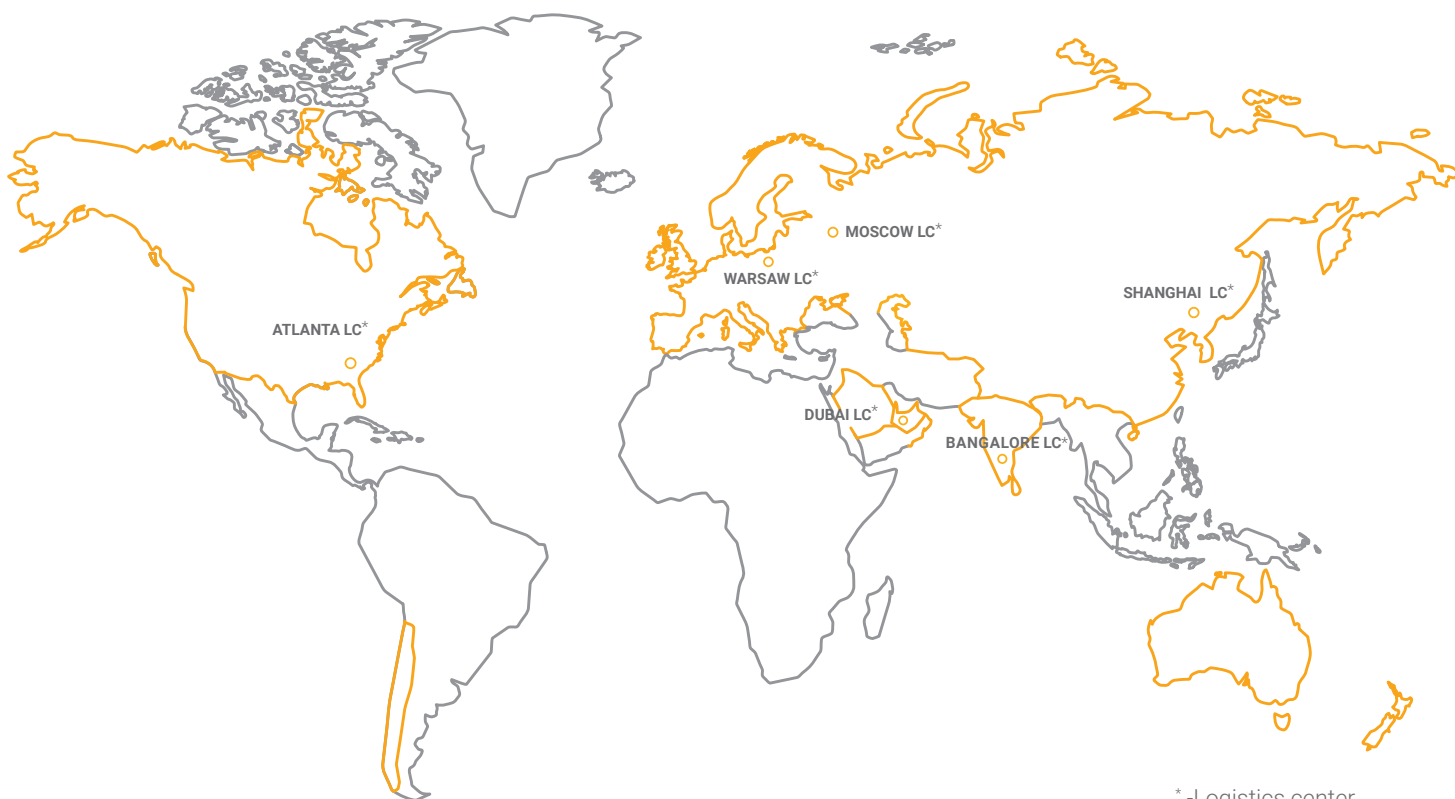 MOSCOW LC*
WARSAW LC*
SHANGHAI LC*
ATLANTA LC*
DUBAI LC*
BANGALORE LC*
* -Logistics center